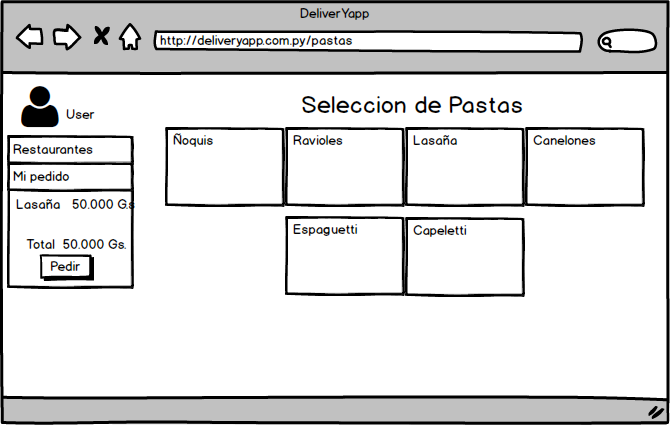 DeliverYapp
http://deliveryapp.com.py/pastas
User
Restaurantes
Mi pedido
Lasaña 50.000 G.s
Total 50.000 Gs.
Pedir
Seleccion de Pastas
Ñoquis Ravioles Lasaña Canelones
Espaguetti Capeletti